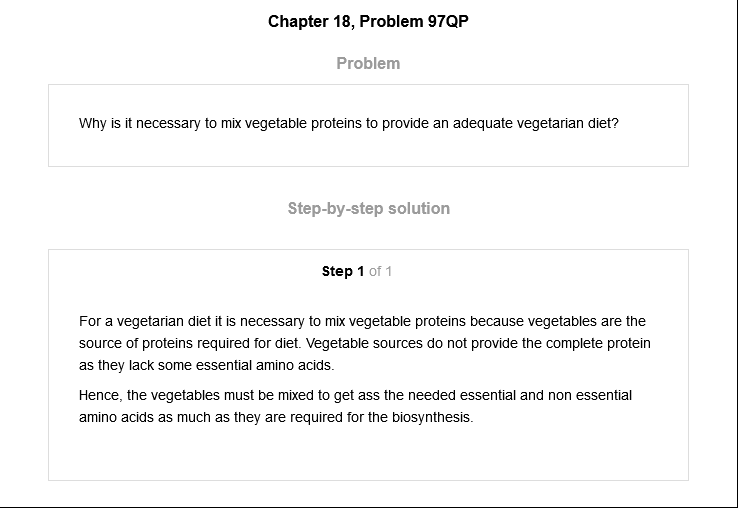 Chapter 18, Problem 97QP
Problem
Why is it necessary to mix vegetable proteins to provide an adequate vegetarian diet?
Step-by-step solution
Step 1 of 1
For a vegetarian diet it is necessary to mix vegetable proteins because vegetables are the
source of proteins required for diet. Vegetable sources do not provide the complete protein
as they lack some essential amino acids.
Hence, the vegetables must be mixed to get ass the needed essential and non essential
amino acids as much as they are required for the biosynthesis.